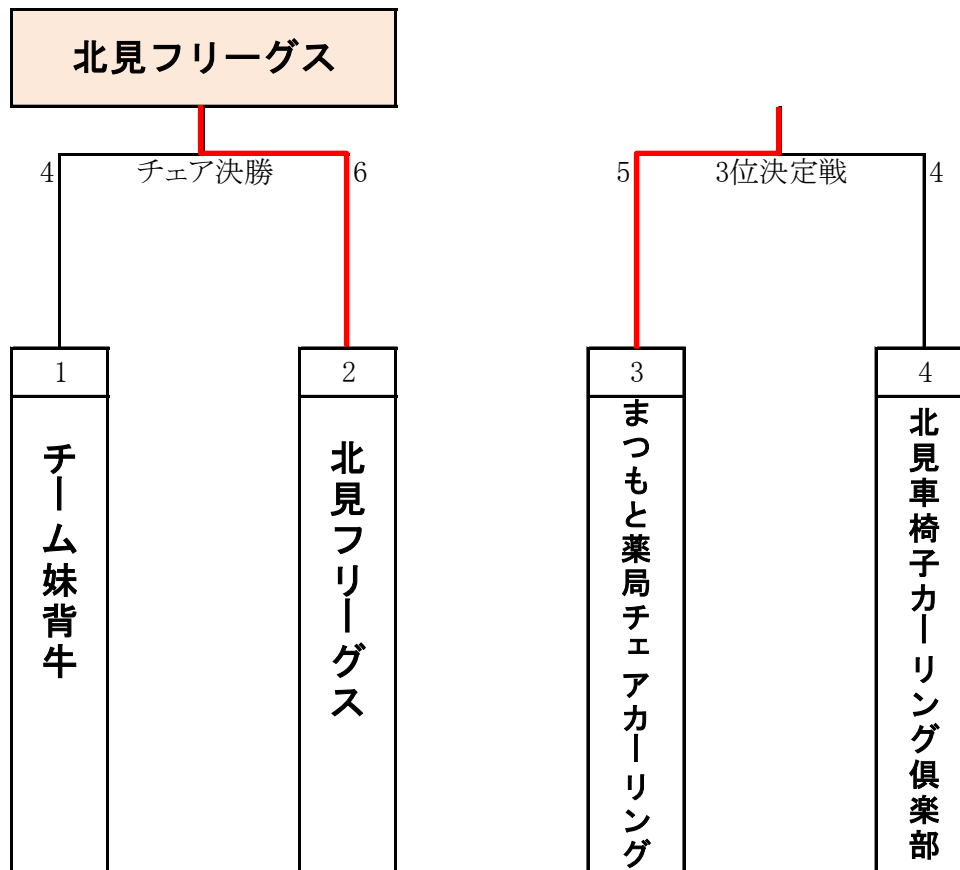 北見フリーグス
4 チェア決勝 6
5 3位決定戦 4
1
2
3
4
チーム妹背牛
北見フリーグス
まつもと薬局チェアカーリング
北見車椅子カーリング倶楽部